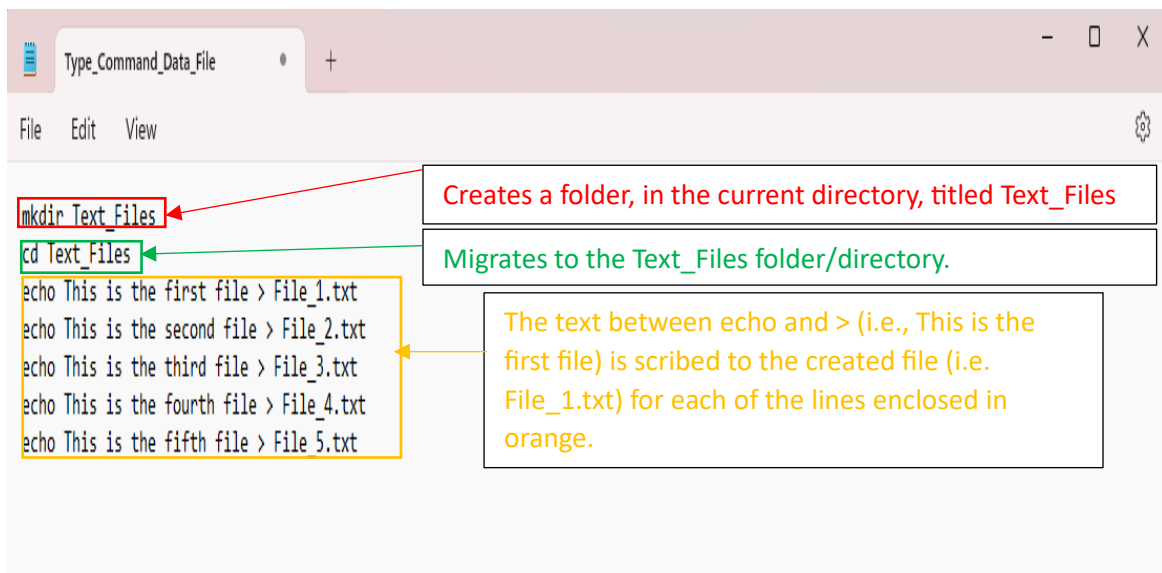 Type_Command_Data_File
File Edit View
mkdir Text_Files
Creates a folder, in the current directory, titled Text_Files
cd Text_Files
Migrates to the Text_Files folder/directory.
echo This is the first file > File_1.txt
echo This is the second file > File_2.txt
echo This is the third file > File_3.txt
echo This is the fourth file > File_4.txt
echo This is the fifth file > File_5.txt
The text between echo and > (i.e., This is the
first file) is scribed to the created file (i.e.
File_1.txt) for each of the lines enclosed in
orange.